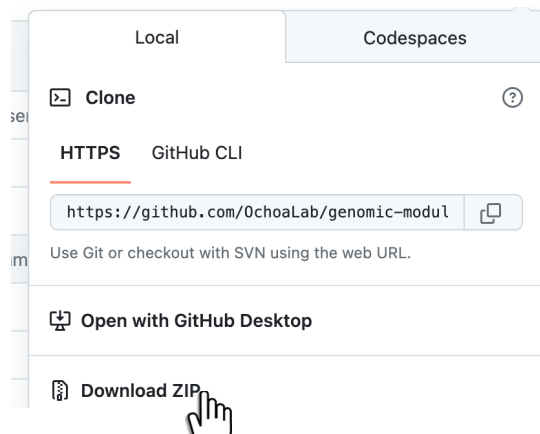 Local
Codespaces
Clone
HTTPS
GitHub CLI
https://github.com/OchoaLab/genomic-modul
Use Git or checkout with SVN using the web URL.
Open with GitHub Desktop
Download ZIP